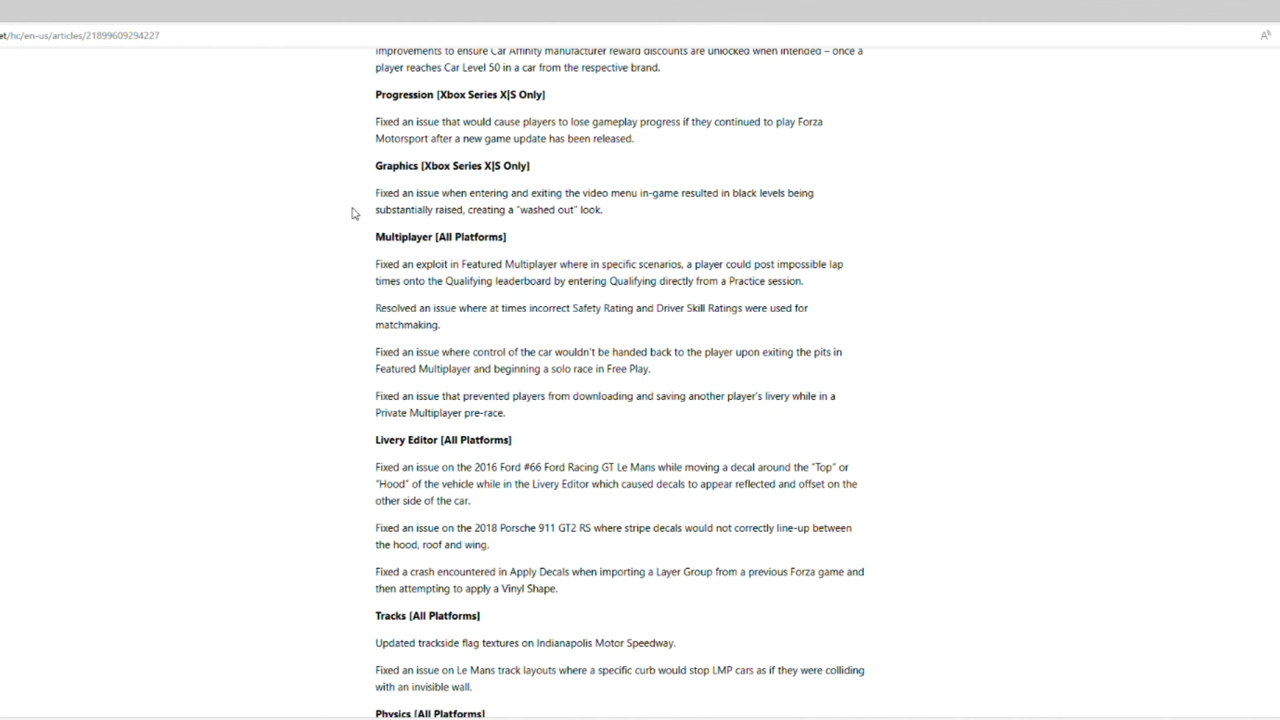 et/hc/en-us/articles/21899609294227
improvements to ensure Car Affinity manufacturer reward discounts are unlocked when intended – once a
player reaches Car Level 50 in a car from the respective brand.
Progression [Xbox Series X|S Only]
Fixed an issue that would cause players to lose gameplay progress if they continued to play Forza
Motorsport after a new game update has been released.
Graphics [Xbox Series X|S Only]
Fixed an issue when entering and exiting the video menu in-game resulted in black levels being
substantially raised, creating a “washed out” look.
Multiplayer [All Platforms]
Fixed an exploit in Featured Multiplayer where in specific scenarios, a player could post impossible lap
times onto the Qualifying leaderboard by entering Qualifying directly from a Practice session.
Resolved an issue where at times incorrect Safety Rating and Driver Skill Ratings were used for
matchmaking.
Fixed an issue where control of the car wouldn’t be handed back to the player upon exiting the pits in
Featured Multiplayer and beginning a solo race in Free Play.
Fixed an issue that prevented players from downloading and saving another player’s livery while in a
Private Multiplayer pre-race.
Livery Editor [All Platforms]
Fixed an issue on the 2016 Ford #66 Ford Racing GT Le Mans while moving a decal around the “Top” or
“Hood” of the vehicle while in the Livery Editor which caused decals to appear reflected and offset on the
other side of the car.
Fixed an issue on the 2018 Porsche 911 GT2 RS where stripe decals would not correctly line-up between
the hood, roof and wing.
Fixed a crash encountered in Apply Decals when importing a Layer Group from a previous Forza game and
then attempting to apply a Vinyl Shape.
Tracks [All Platforms]
Updated trackside flag textures on Indianapolis Motor Speedway.
Fixed an issue on Le Mans track layouts where a specific curb would stop LMP cars as if they were colliding
with an invisible wall.
Physics [All Platforms]